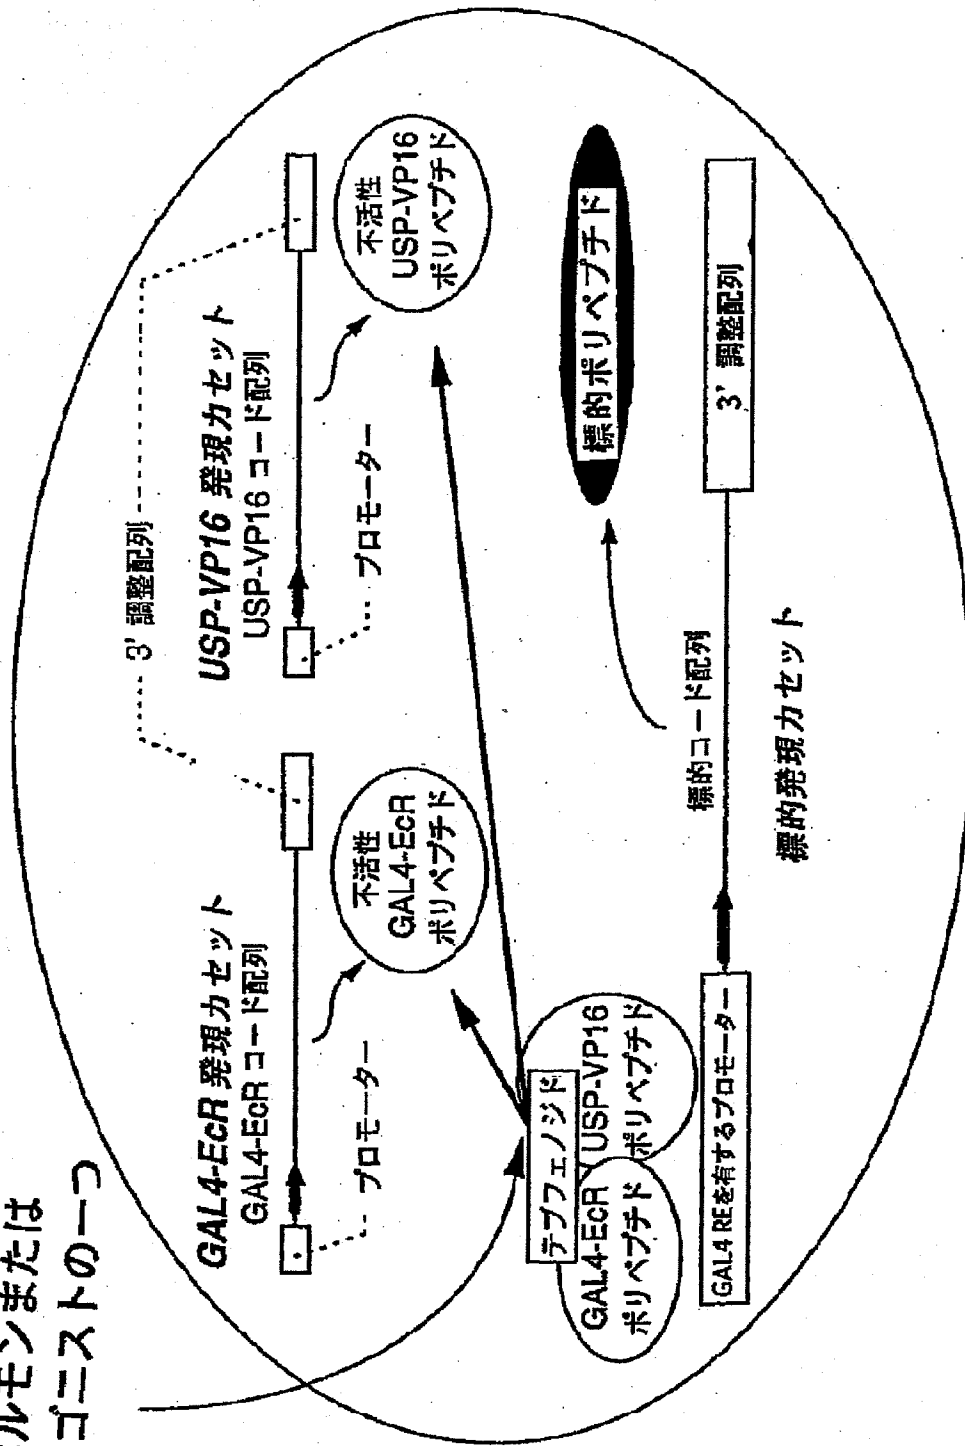 ルモンまたは
ゴニストの一つ
3' 調整配列
GAL4-EcR 発現カセット
GAL4-EcR コード配列
プロモーター
不活性
GAL4-EcR
ポリペプチド
USP-VP16 発現カセット
USP-VP16 コード配列
プロモーター
不活性
USP-VP16
ポリペプチド
テブフェノジド
GAL4-EcR
ポリペプチド
USP-VP16
ポリペプチド
標的ポリペプチド
GAL4 REを有するプロモーター
標的コード配列
3' 調整配列
標的発現カセット